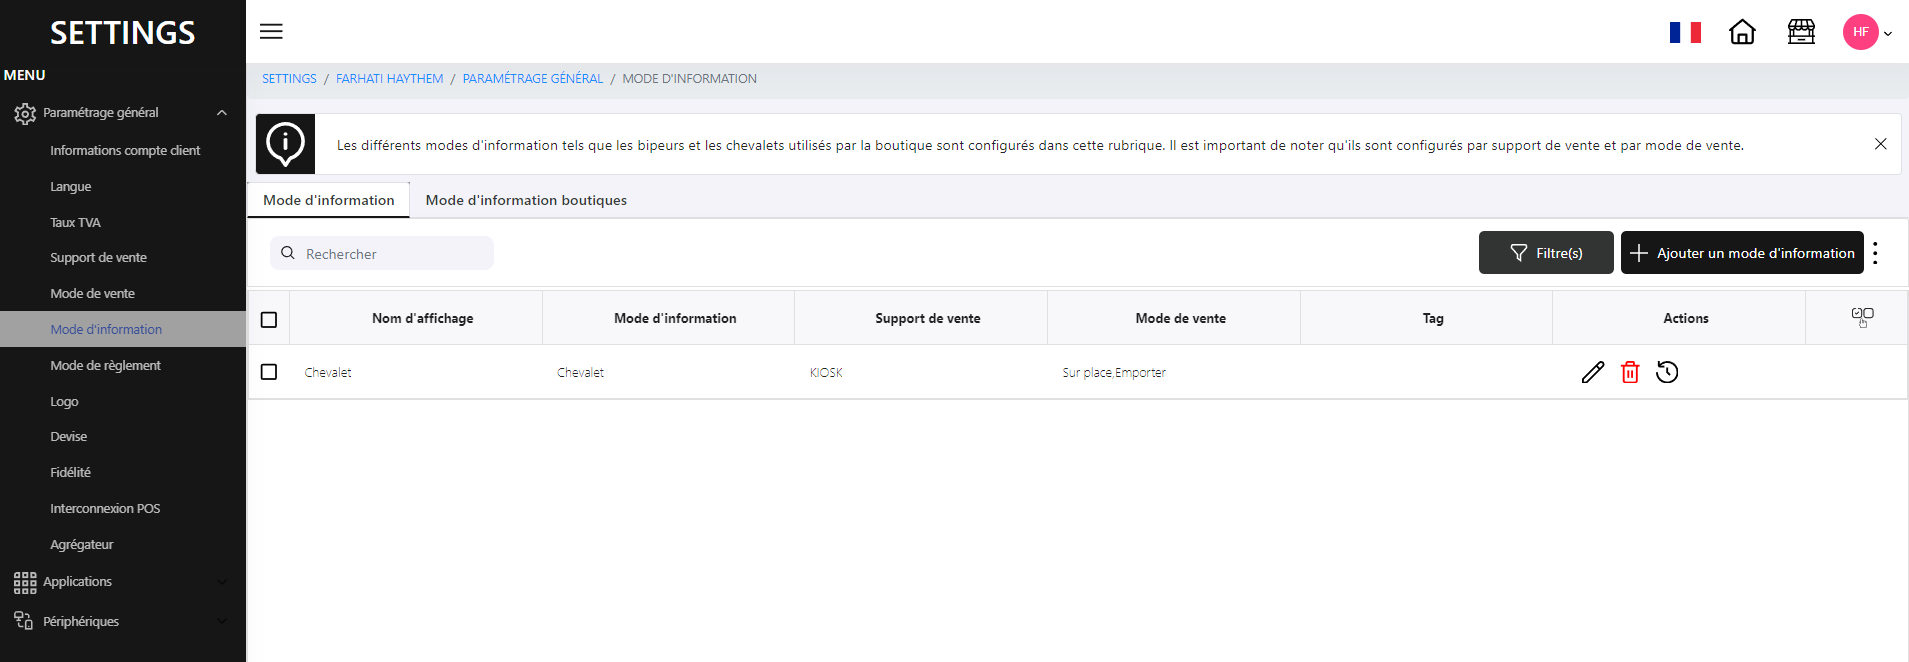 SETTINGS
MENU
Paramétrage général
Informations compte client
Langue
Taux TVA
Support de vente
Mode de vente
Mode d'information
Mode de règlement
Logo
Devise
Fidélité
Interconnexion POS
Agrégateur
Applications
Périphériques
HF
SETTINGS / FARHATI HAYTHEM / PARAMÉTRAGE GÉNÉRAL / MODE D'INFORMATION
Les différents modes d'information tels que les bipeurs et les chevalets utilisés par la boutique sont configurés dans cette rubrique. Il est important de noter qu'ils sont configurés par support de vente et par mode de vente.
Mode d'information Mode d'information boutiques
Rechercher Filtre(s) Ajouter un mode d'information
Nom d'affichage Mode d'information Support de vente Mode de vente Tag Actions
Chevalet Chevalet KIOSK Sur place,Emporter